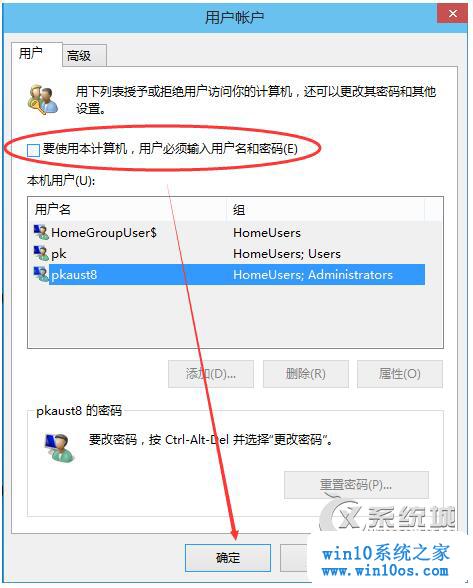 用户帐户
用户
高级
用下列表授予或拒绝用户访问你的计算机，还可以更改其密码和其他
设置。
要使用本计算机，用户必须输入用户名和密码(E)
本机用户(U):
用户名 组
HomeGroupUser$ HomeUsers
pk HomeUsers; Users
pkaust8 HomeUsers; Administrators
添加(D)... 删除(R) 属性(O)
pkaust8 的密码
要改密码，按 Ctrl-Alt-Del 并选择"更改密码"。
重置密码(P)...
系统城
确定
win10系统之家
www.win10os.com